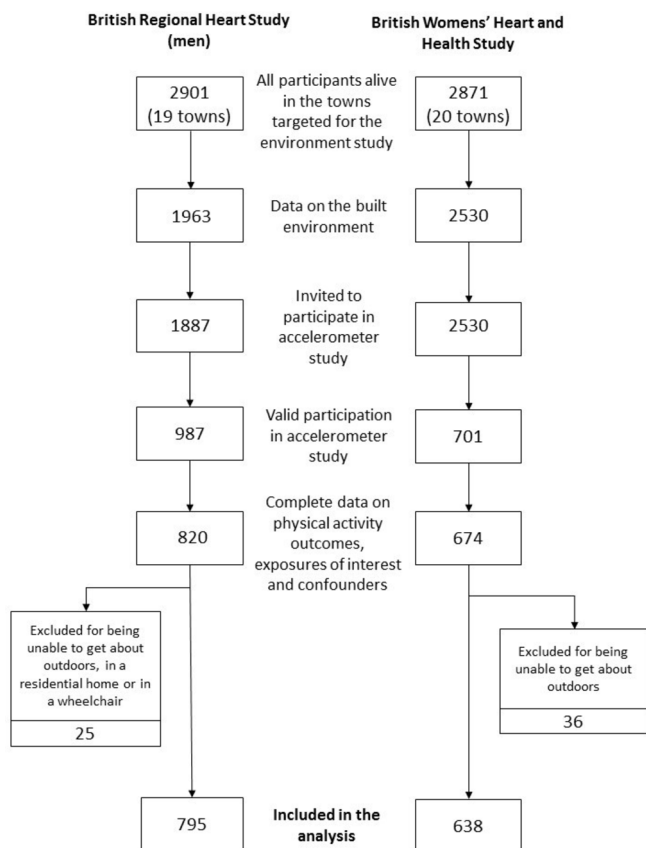 British Regional Heart Study
(men)
British Womens' Heart and
Health Study
2901
(19 towns)
All participants alive
in the towns
targeted for the
environment study
2871
(20 towns)
1963
Data on the built
environment
2530
1887
Invited to
participate in
accelerometer
study
2530
987
Valid participation
in accelerometer
study
701
820
Complete data on
physical activity
outcomes,
exposures of interest
and confounders
674
Excluded for being
unable to get about
outdoors, in a
residential home or in
a wheelchair
25
Excluded for being
unable to get about
outdoors
36
795
Included in the
analysis
638